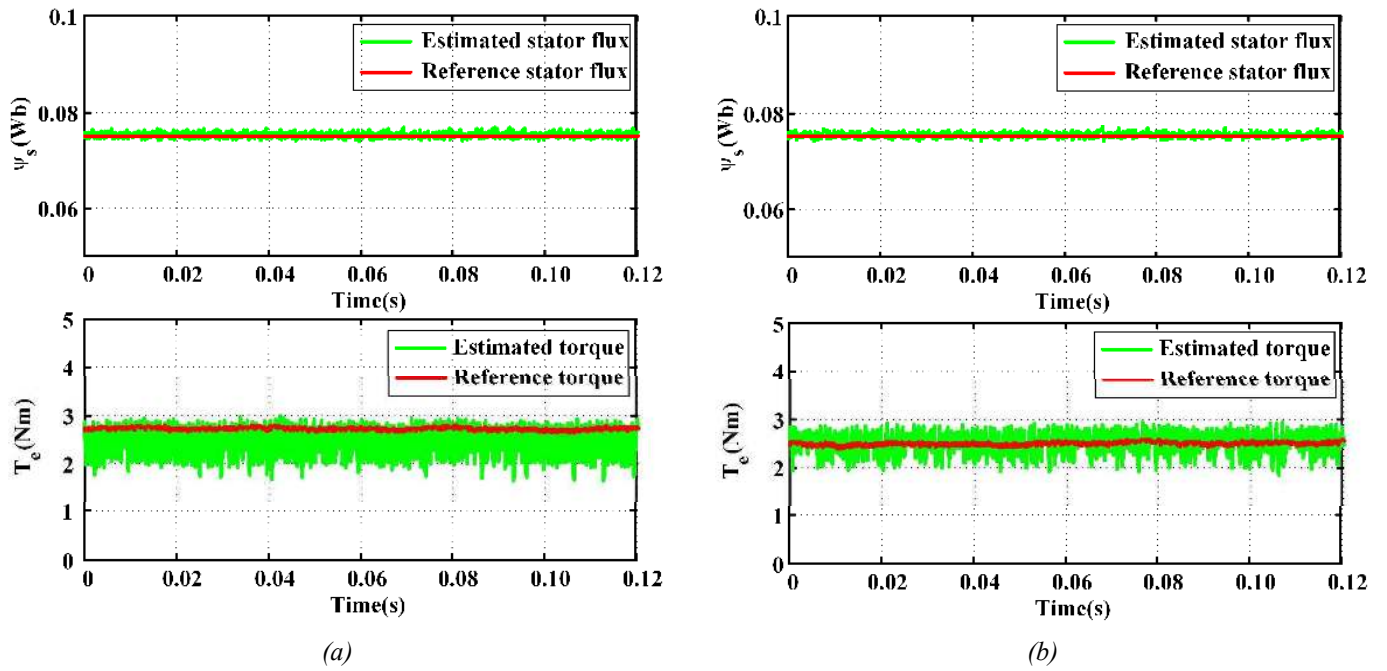 0.1
Estimated stator flux
Reference stator flux
0.08
0.06
ψ_s(Wb)
0 0.02 0.04 0.06 0.08 0.10 0.12
Time(s)
5
4
3
2
1
0
Estimated torque
Reference torque
T_e(Nm)
0 0.02 0.04 0.06 0.08 0.10 0.12
Time(s)
(a)
0.1
Estimated stator flux
Reference stator flux
0.08
0.06
ψ_s(Wb)
0 0.02 0.04 0.06 0.08 0.10 0.12
Time(s)
5
4
3
2
1
0
Estimated torque
Reference torque
T_e(Nm)
0 0.02 0.04 0.06 0.08 0.10 0.12
Time(s)
(b)